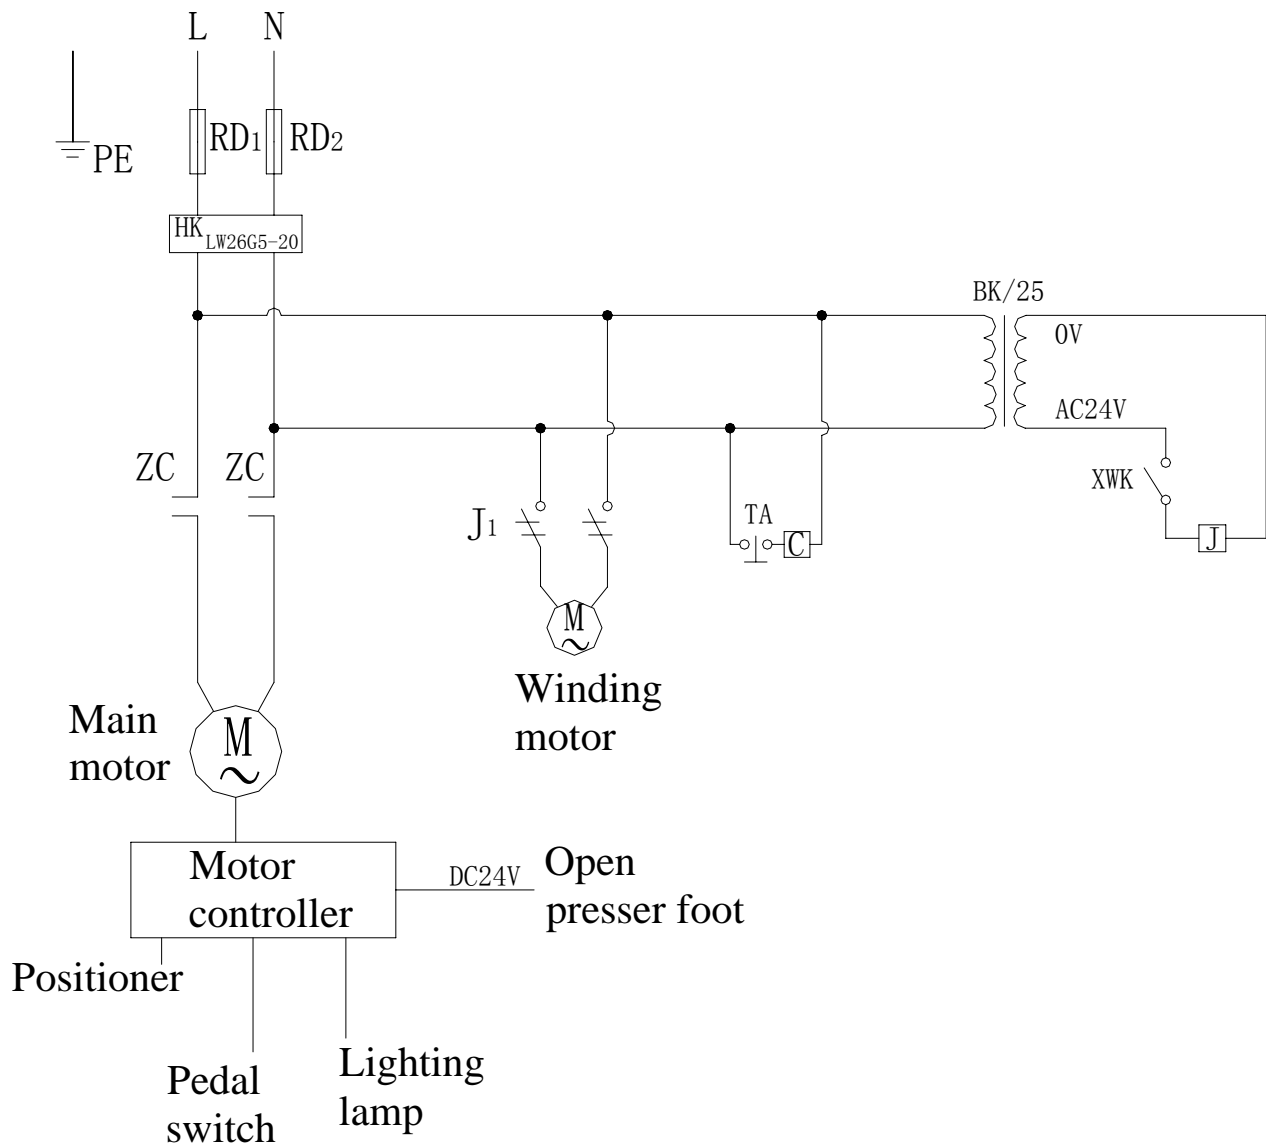 L N
RD1 RD2
PE
HK LW26G5-20
BK/25
0V
AC24V
ZC ZC
XWK
J1
TA
C
J
M
~
Winding
motor
Main
motor
M
~
Motor
controller
DC24V
Open
presser foot
Positioner
Pedal
switch
Lighting
lamp